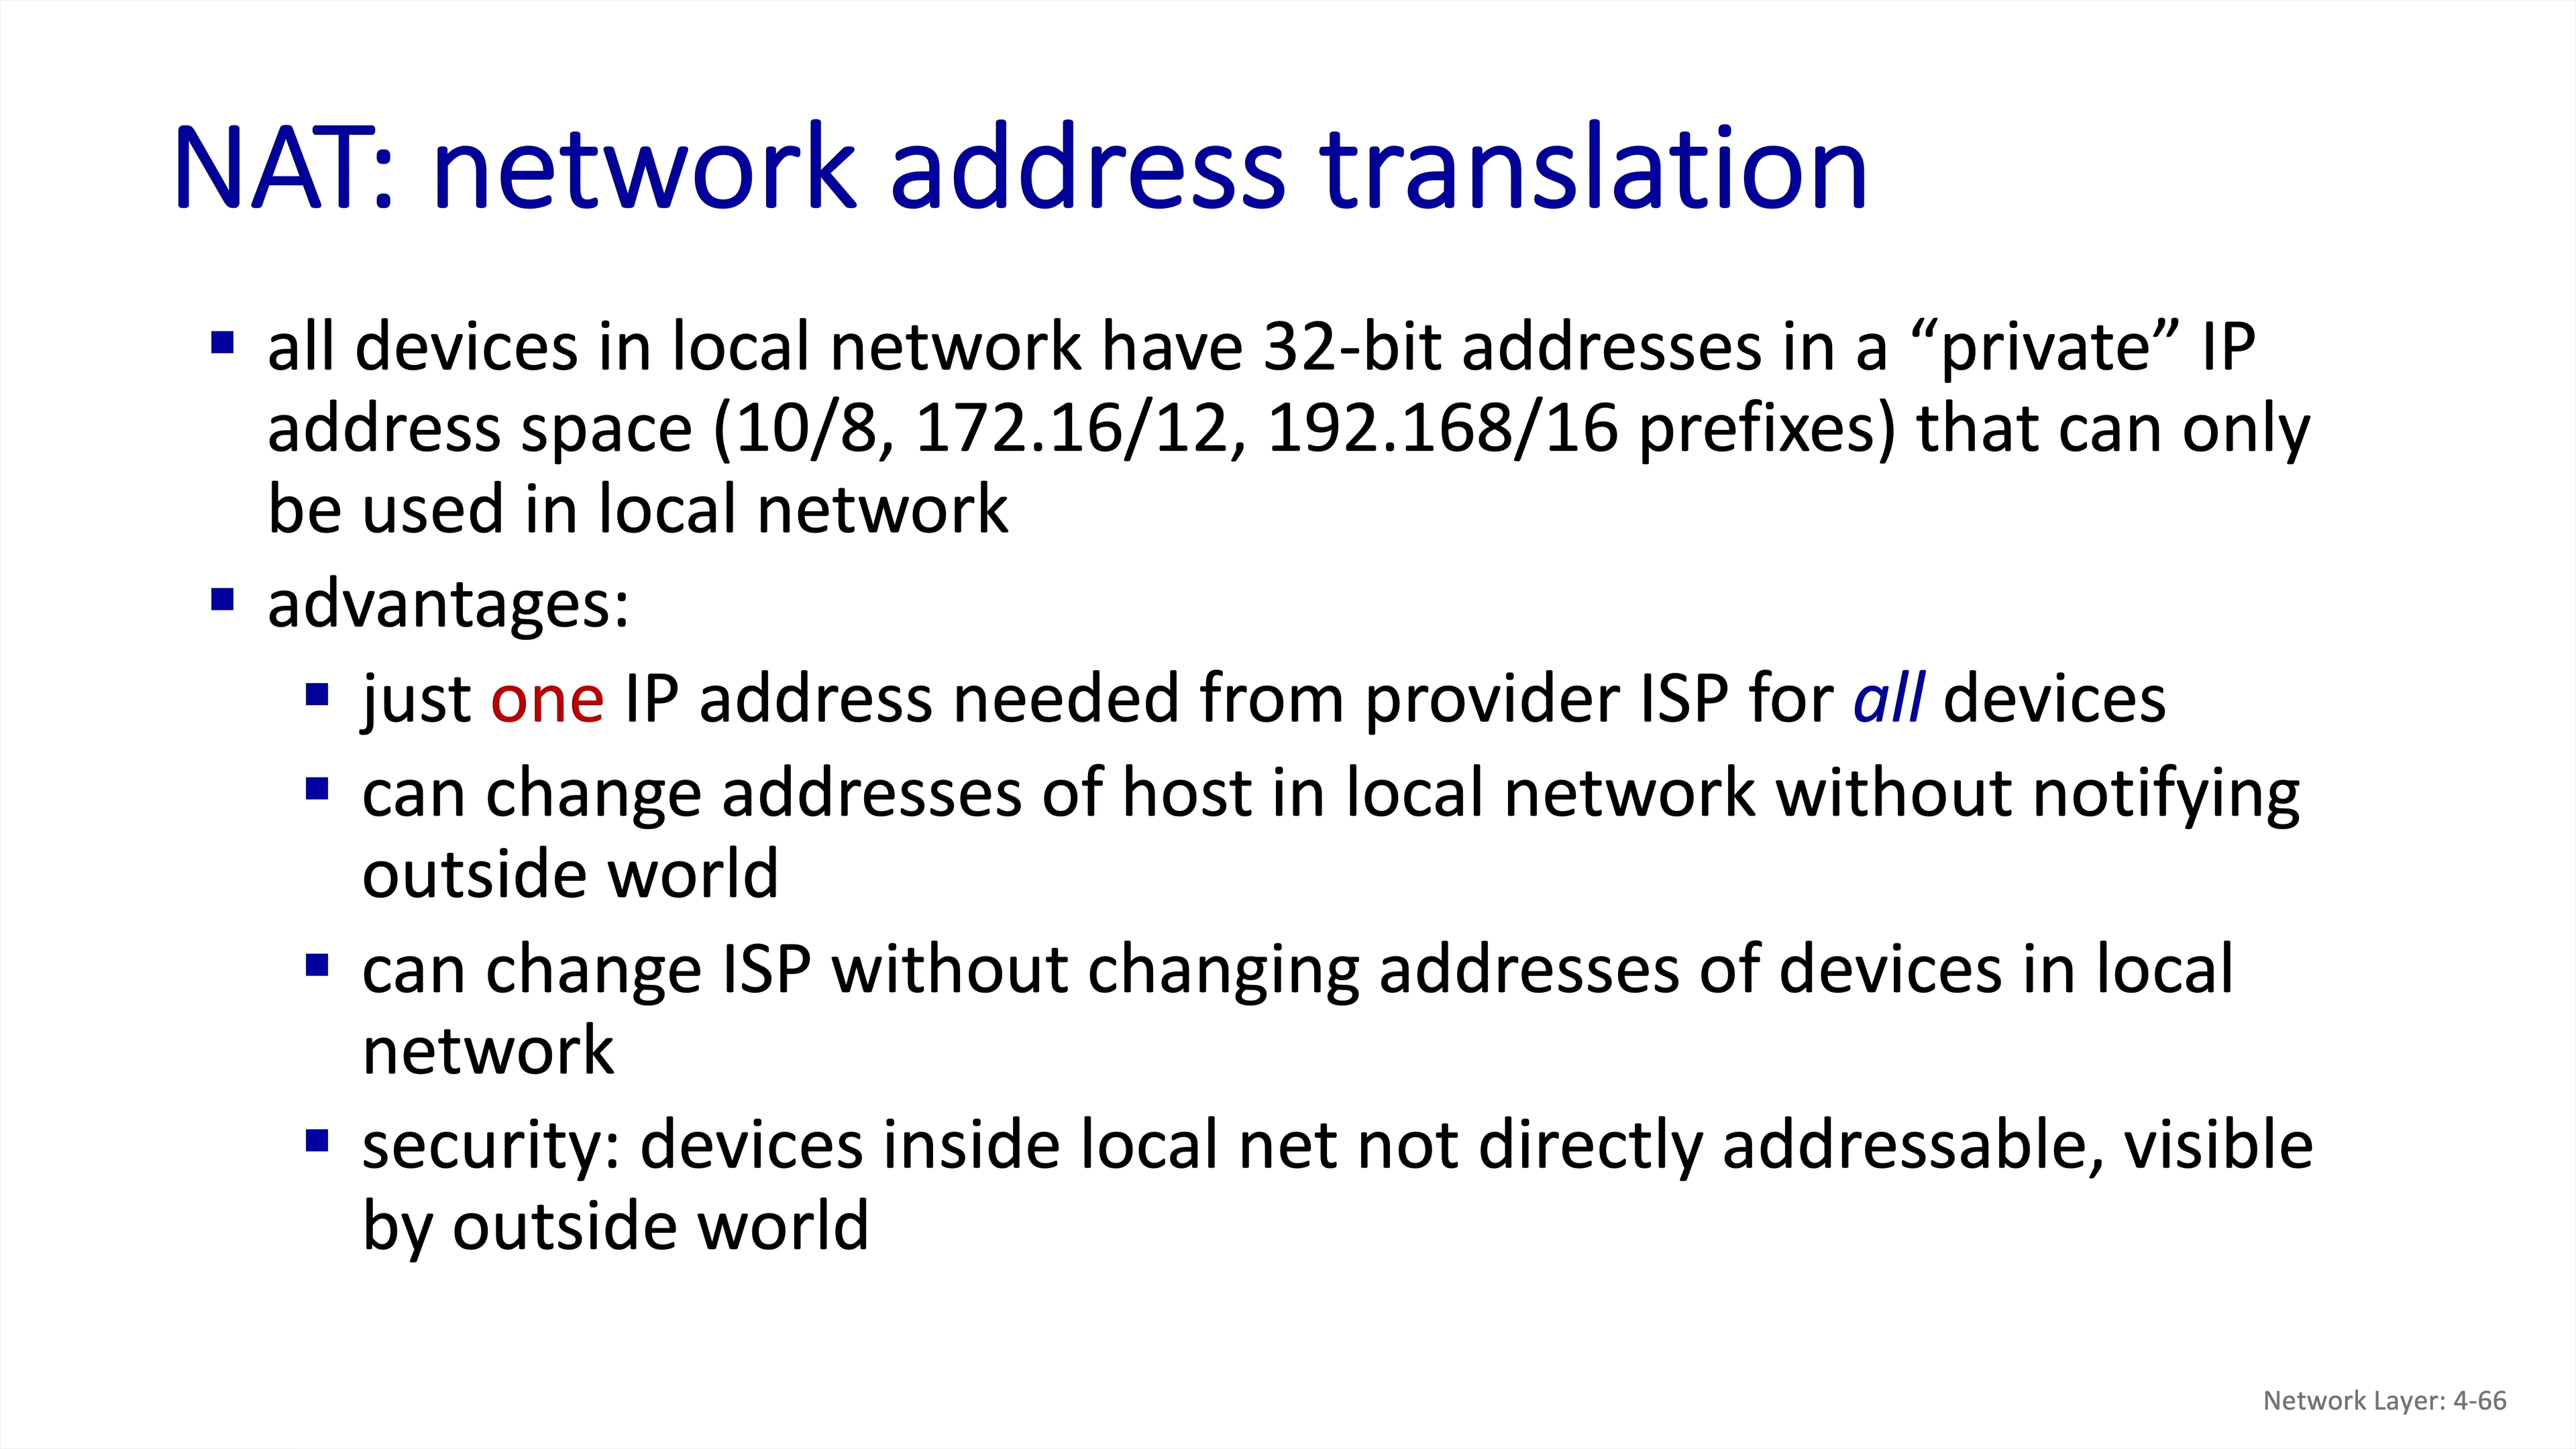 NAT: network address translation
all devices in local network have 32-bit addresses in a “private” IP
address space (10/8, 172.16/12, 192.168/16 prefixes) that can only
be used in local network
advantages:
just one IP address needed from provider ISP for all devices
can change addresses of host in local network without notifying
outside world
can change ISP without changing addresses of devices in local
network
security: devices inside local net not directly addressable, visible
by outside world
Network Layer: 4-66